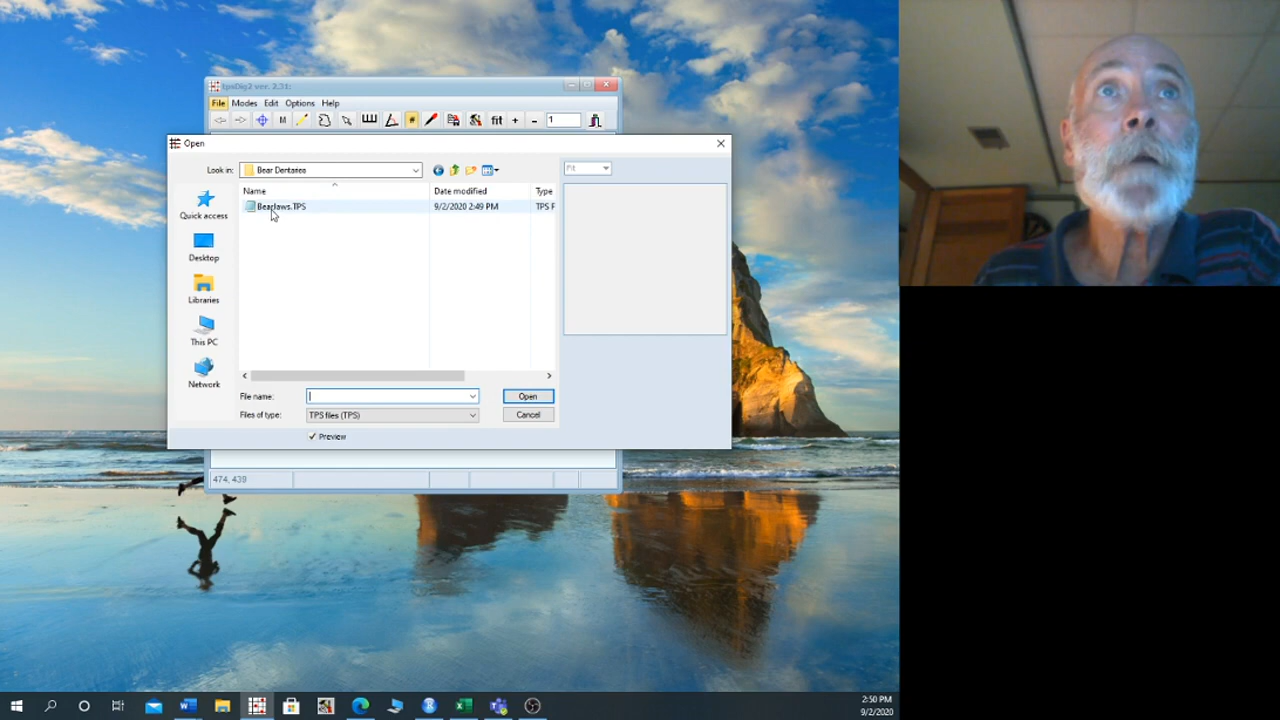 tpsDig2 ver. 2.31:
File Modes Edit Options Help
M # fit + - 1
Open
Look in: Bear Dentaries
Fit
Name Date modified Type
BearJaws.TPS 9/2/2020 2:49 PM TPS F
Quick access
Desktop
Libraries
This PC
Network
File name: Open
Files of type: TPS files (TPS) Cancel
Preview
474, 439
2:50 PM
9/2/2020